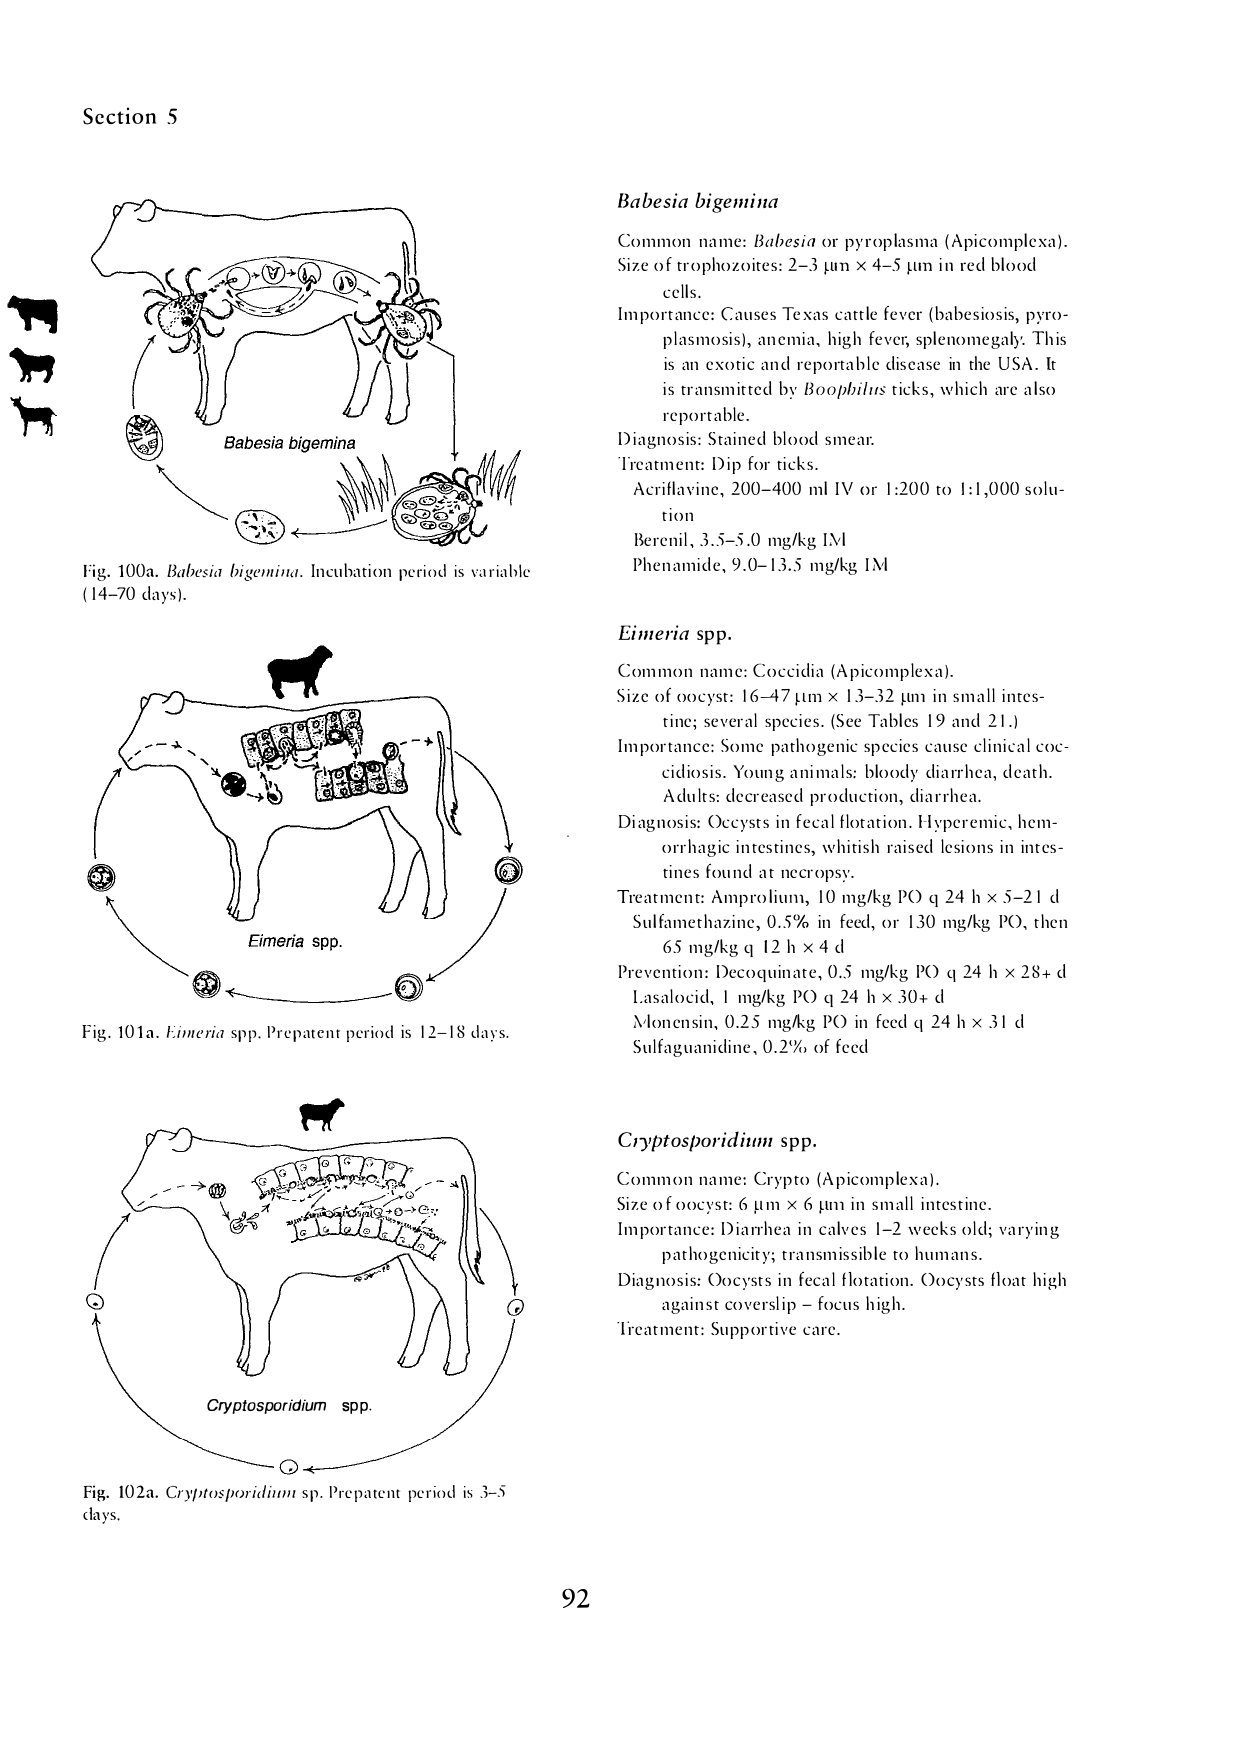 Section 5
Babesia bigemina
Fig. 100a. Babesia bigemina. Incubation period is variable
(14–70 days).
Eimeria spp.
Fig. 101a. Eimeria spp. Prepatent period is 12–18 days.
Cryptosporidium spp.
Fig. 102a. Cryptosporidium sp. Prepatent period is 3–5
days.
Babesia bigemina
Common name: Babesia or pyroplasma (Apicomplexa).
Size of trophozoites: 2–3 µm × 4–5 µm in red blood
cells.
Importance: Causes Texas cattle fever (babesiosis, pyro-
plasmosis), anemia, high fever, splenomegaly. This
is an exotic and reportable disease in the USA. It
is transmitted by Boophilus ticks, which are also
reportable.
Diagnosis: Stained blood smear.
Treatment: Dip for ticks.
Acriflavine, 200–400 ml IV or 1:200 to 1:1,000 solu-
tion
Berenil, 3.5–5.0 mg/kg IM
Phenamide, 9.0–13.5 mg/kg IM
Eimeria spp.
Common name: Coccidia (Apicomplexa).
Size of oocyst: 16–47 µm × 13–32 µm in small intes-
tine; several species. (See Tables 19 and 21.)
Importance: Some pathogenic species cause clinical coc-
cidiosis. Young animals: bloody diarrhea, death.
Adults: decreased production, diarrhea.
Diagnosis: Occysts in fecal flotation. Hyperemic, hem-
orrhagic intestines, whitish raised lesions in intes-
tines found at necropsy.
Treatment: Amprolium, 10 mg/kg PO q 24 h × 5–21 d
Sulfamethazine, 0.5% in feed, or 130 mg/kg PO, then
65 mg/kg q 12 h × 4 d
Prevention: Decoquinate, 0.5 mg/kg PO q 24 h × 28+ d
Lasalocid, 1 mg/kg PO q 24 h × 30+ d
Monensin, 0.25 mg/kg PO in feed q 24 h × 31 d
Sulfaguanidine, 0.2% of feed
Cryptosporidium spp.
Common name: Crypto (Apicomplexa).
Size of oocyst: 6 µm × 6 µm in small intestine.
Importance: Diarrhea in calves 1–2 weeks old; varying
pathogenicity; transmissible to humans.
Diagnosis: Oocysts in fecal flotation. Oocysts float high
against coverslip – focus high.
Treatment: Supportive care.
92